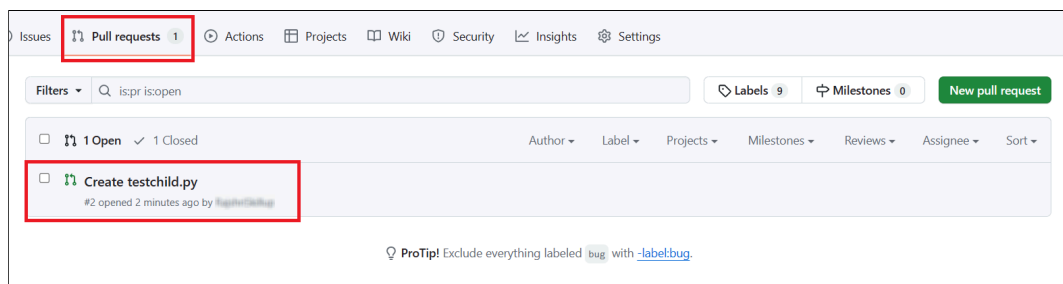 Issues Pull requests 1 Actions Projects Wiki Security Insights Settings
Filters is:pr is:open Labels 9 Milestones 0 New pull request
1 Open 1 Closed Author Label Projects Milestones Reviews Assignee Sort
Create testchild.py
#2 opened 2 minutes ago by
ProTip! Exclude everything labeled bug with -label:bug.